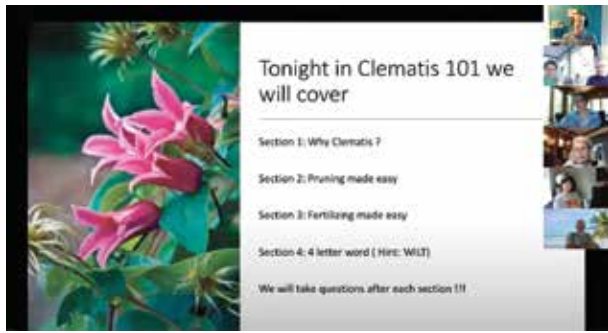 Tonight in Clematis 101 we
will cover
Section 1: Why Clematis ?
Section 2: Pruning made easy
Section 3: Fertilizing made easy
Section 4: 4 letter word ( Hint: WILT)
We will take questions after each section !!!